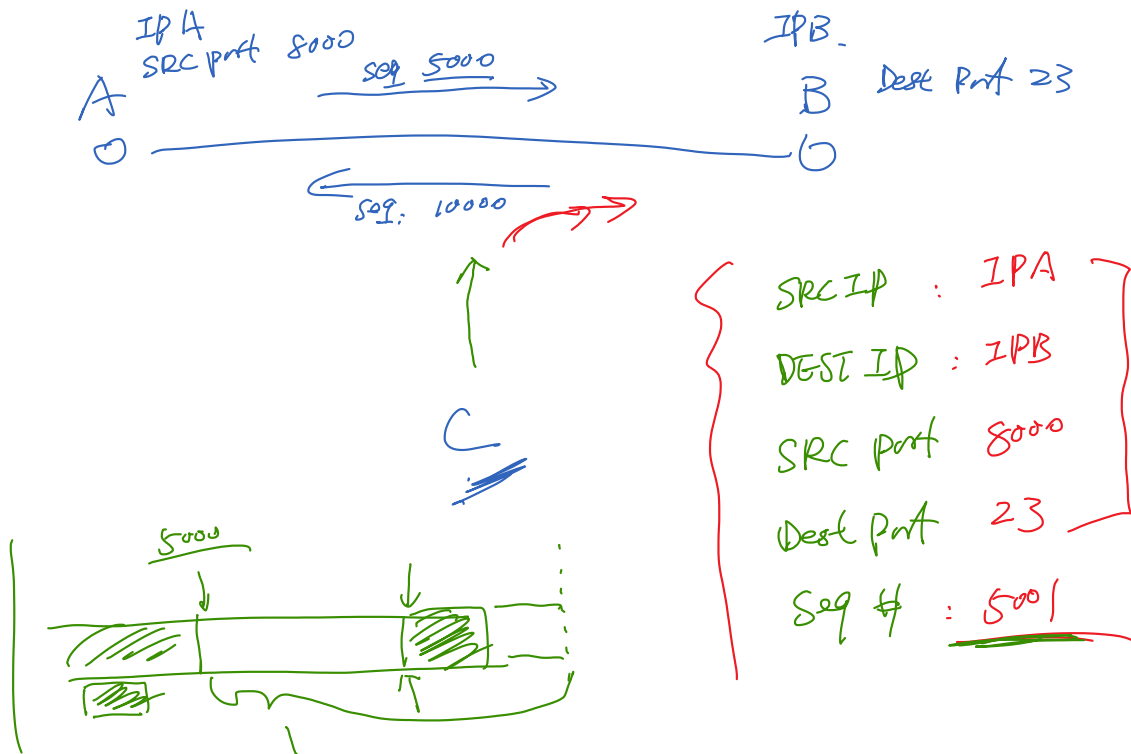 IPA
SRC port 8000
A
seq 5000
IPB.
B
Dest Port 23
seq. 10000
C
SRC IP : IPA
DEST IP : IPB
SRC port 8000
Dest Port 23
Seq # : 5001
5000